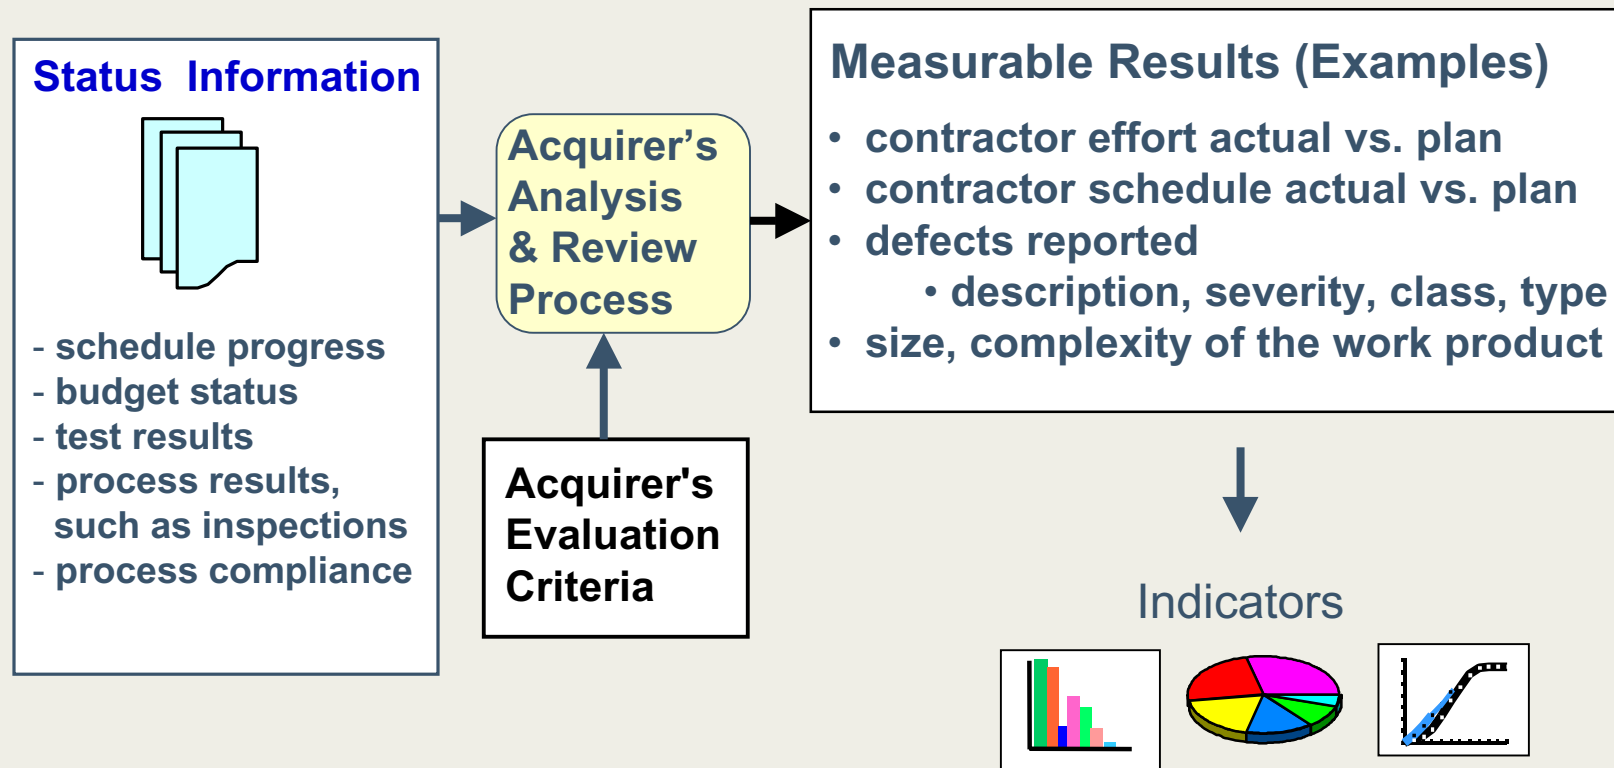 Status Information
- schedule progress
- budget status
- test results
- process results,
such as inspections
- process compliance
Acquirer’s
Analysis
& Review
Process
Acquirer's
Evaluation
Criteria
Measurable Results (Examples)
• contractor effort actual vs. plan
• contractor schedule actual vs. plan
• defects reported
• description, severity, class, type
• size, complexity of the work product
Indicators